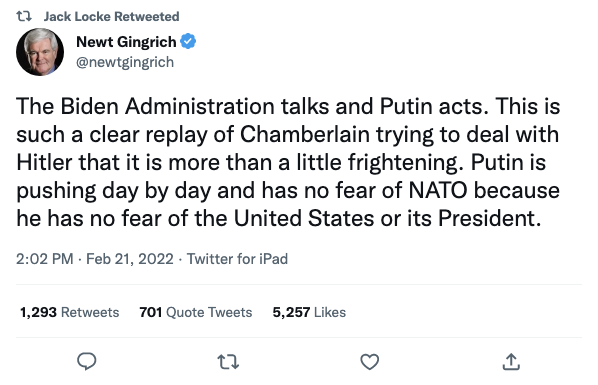 Jack Locke Retweeted
Newt Gingrich
@newtgingrich
The Biden Administration talks and Putin acts. This is
such a clear replay of Chamberlain trying to deal with
Hitler that it is more than a little frightening. Putin is
pushing day by day and has no fear of NATO because
he has no fear of the United States or its President.
2:02 PM · Feb 21, 2022 · Twitter for iPad
1,293 Retweets 701 Quote Tweets 5,257 Likes